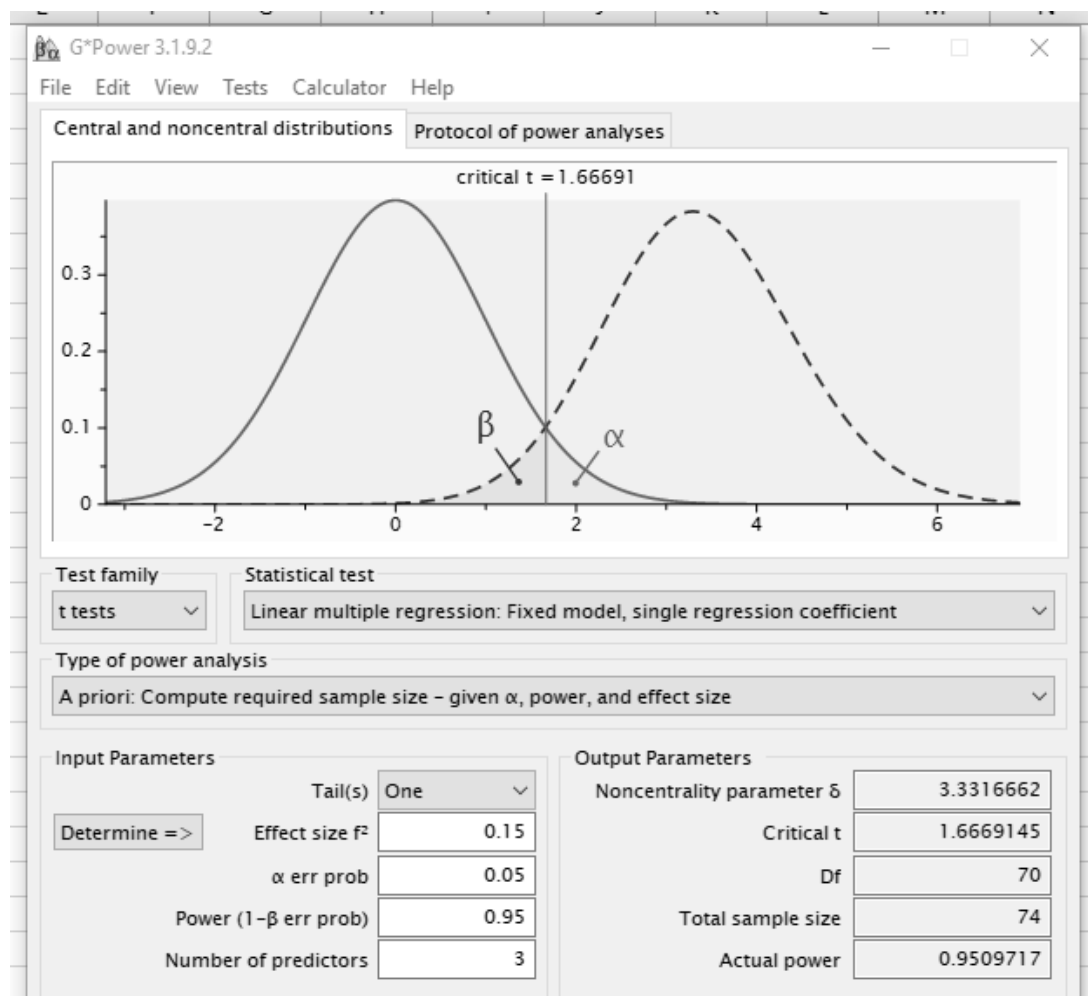 G*Power 3.1.9.2
File Edit View Tests Calculator Help
Central and noncentral distributions Protocol of power analyses
critical t = 1.66691
0.3
0.2
0.1
0
β
α
-2 0 2 4 6
Test family Statistical test
t tests Linear multiple regression: Fixed model, single regression coefficient
Type of power analysis
A priori: Compute required sample size – given α, power, and effect size
Input Parameters Output Parameters
Tail(s) One Noncentrality parameter δ 3.3316662
Determine => Effect size f² 0.15 Critical t 1.6669145
α err prob 0.05 Df 70
Power (1-β err prob) 0.95 Total sample size 74
Number of predictors 3 Actual power 0.9509717